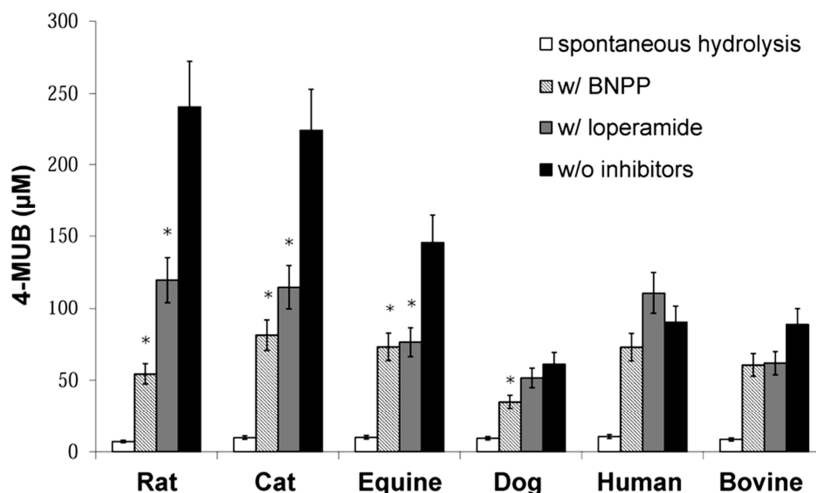 300
250
200
150
100
50
0
4-MUB (µM)
spontaneous hydrolysis
w/ BNPP
w/ loperamide
w/o inhibitors
* * * * * * *
Rat Cat Equine Dog Human Bovine